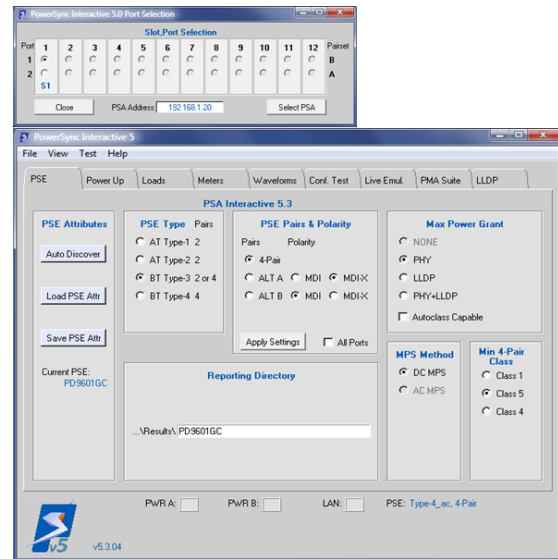 PowerSync Interactive 5.0 Port Selection
Slot,Port Selection
Port 1 2 3 4 5 6 7 8 9 10 11 12 Pairset
1 B
2 A
S1
Close PSA Address: 192.168.1.20 Select PSA
PowerSync Interactive 5
File View Test Help
PSE Power Up Loads Meters Waveforms Conf. Test Live Emul. PMA Suite LLDP
PSA Interactive 5.3
PSE Attributes
Auto Discover
Load PSE Attr
Save PSE Attr
Current PSE:
PD9601GC
PSE Type Pairs
AT Type-1 2
AT Type-2 2
BT Type-3 2 or 4
BT Type-4 4
PSE Pairs & Polarity
Pairs Polarity
4-Pair
ALT A MDI MDI-X
ALT B MDI MDI-X
Apply Settings All Ports
Max Power Grant
NONE
PHY
LLDP
PHY+LLDP
Autoclass Capable
Reporting Directory
...\Results\ PD9601GC
MPS Method
DC MPS
AC MPS
Min 4-Pair
Class
Class 1
Class 5
Class 4
v5
v5.3.04
PWR A: PWR B: LAN: PSE: Type-4_ac, 4-Pair